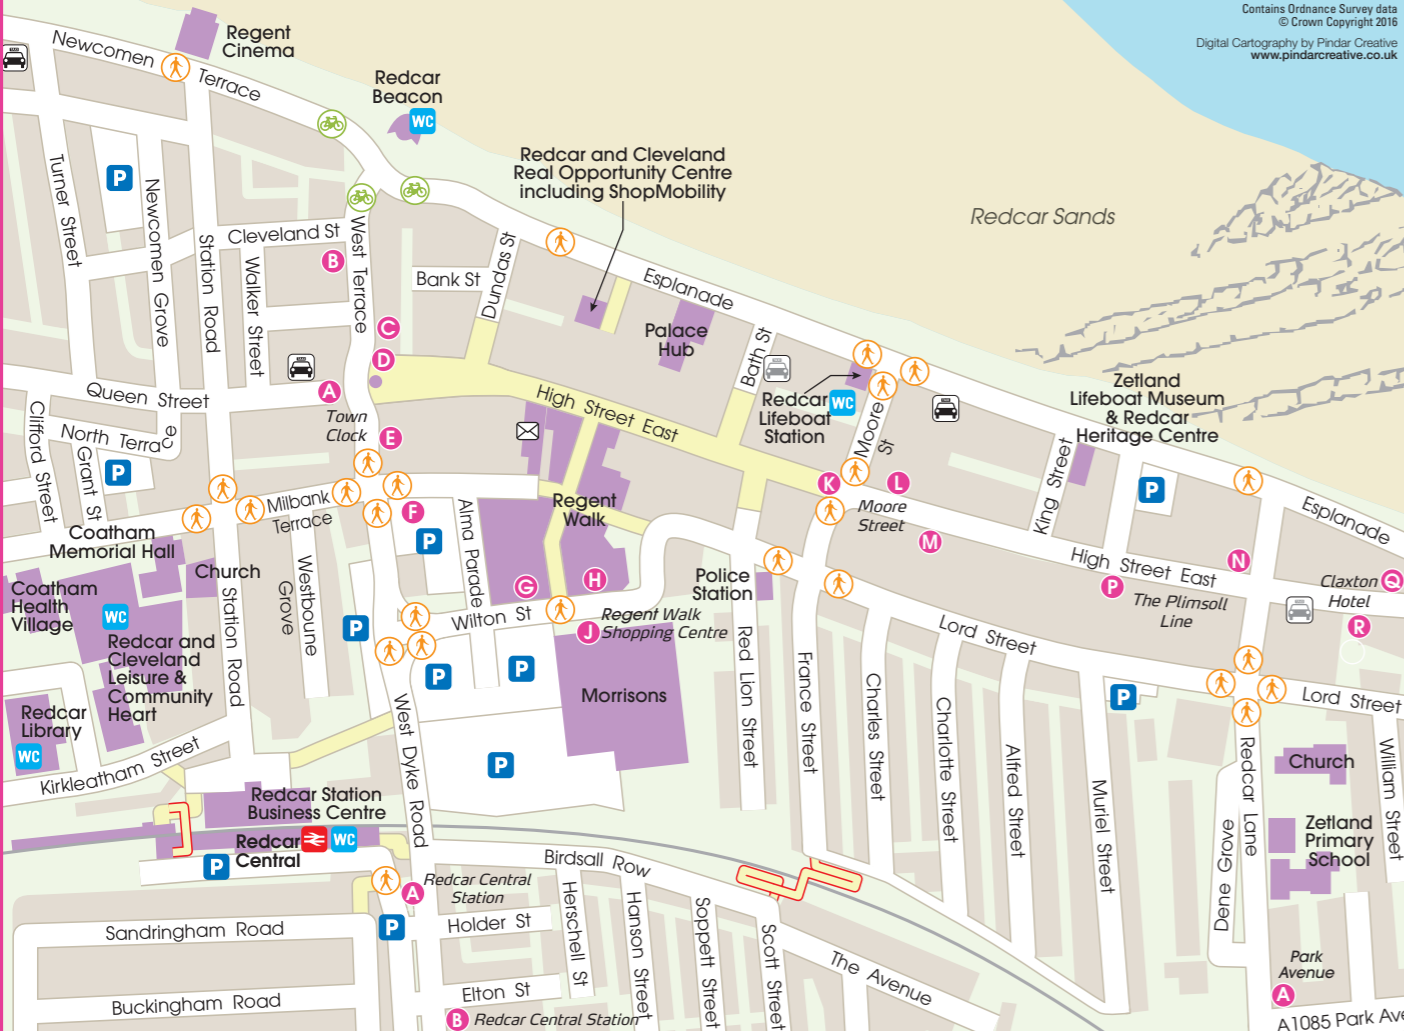 Contains Ordnance Survey data
© Crown Copyright 2016
Digital Cartography by Pindar Creative
www.pindarcreative.co.uk
Regent
Cinema
Newcomen
Terrace
TAXI
Redcar
Beacon
WC
Redcar and Cleveland
Real Opportunity Centre
including ShopMobility
Redcar Sands
P
Turner Street
Newcomen Grove
Station Road
Cleveland St
Walker Street
B
West Terrace
Bank St
Dundas St
Esplanade
Palace
Hub
Bath St
C
D
TAXI
A
Queen Street
Town
Clock
E
High Street East
TAXI
Redcar
Lifeboat
Station
WC
Moore
St
TAXI
Zetland
Lifeboat Museum
& Redcar
Heritage Centre
King Street
P
Esplanade
Clifford Street
North Terrace
Grant St
P
Milbank
Terrace
Coatham
Memorial Hall
F
P
Alma Parade
Regent
Walk
K
L
Moore
Street
M
High Street East
N
P
The Plimsoll
Line
Claxton
Hotel
Q
TAXI
R
Coatham
Health
Village
WC
Church
Westbourne
Grove
Station Road
P
G
H
Wilton St
J
Regent Walk
Shopping Centre
Police
Station
Lord Street
Redcar and
Cleveland
Leisure &
Community
Heart
P
P
Morrisons
Red Lion Street
France Street
Charles Street
Charlotte Street
Alfred Street
Muriel Street
P
Lord Street
Redcar
Library
WC
Kirkleatham Street
West Dyke Road
P
Redcar Lane
Dene Grove
Church
William Street
Zetland
Primary
School
Redcar Station
Business Centre
Redcar
Central
WC
P
Birdsall Row
A
Redcar Central
Station
P
Sandringham Road
Holder St
Herschell St
Hanson Street
Soppett Street
Scott Street
The Avenue
Buckingham Road
Elton St
B
Redcar Central Station
Park
Avenue
A
A1085 Park Ave